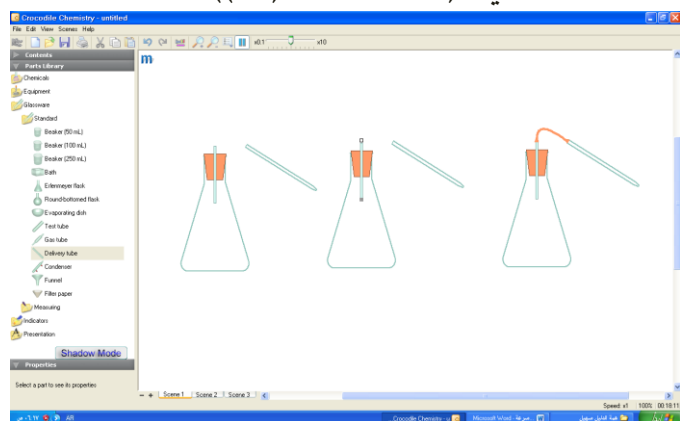 Crocodile Chemistry - untitled
File Edit View Scenes Help
x0.1 x10
Contents
Parts Library
Chemicals
Equipment
Glassware
Standard
Beaker (50 mL)
Beaker (100 mL)
Beaker (250 mL)
Bath
Erlenmeyer flask
Round-bottomed flask
Evaporating dish
Test tube
Gas tube
Delivery tube
Condenser
Funnel
Filter paper
Measuring
Indicators
Presentation
Shadow Mode
Properties
Select a part to see its properties
m
Scene 1 Scene 2 Scene 3
Speed: x1 100% 00:18:11
AR Crocodile Chemistry - u Microsoft Word